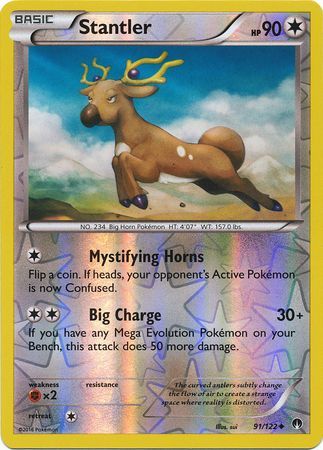 BASIC
Stantler
HP 90
NO. 234 Big Horn Pokémon HT: 4'07" WT: 157.0 lbs.
Mystifying Horns
Flip a coin. If heads, your opponent's Active Pokémon
is now Confused.
Big Charge 30+
If you have any Mega Evolution Pokémon on your
Bench, this attack does 50 more damage.
weakness resistance
×2
The curved antlers subtly change
the flow of air to create a strange
space where reality is distorted.
retreat
©2016 Pokémon
Illus. sui 91/122